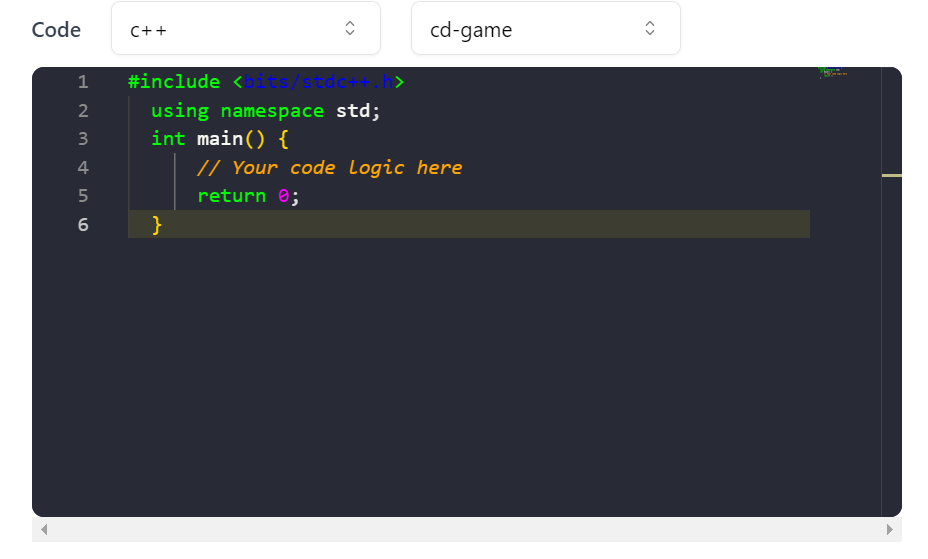 Code c++ cd-game
1 #include <bits/stdc++.h>
2 using namespace std;
3 int main() {
4 // Your code logic here
5 return 0;
6 }